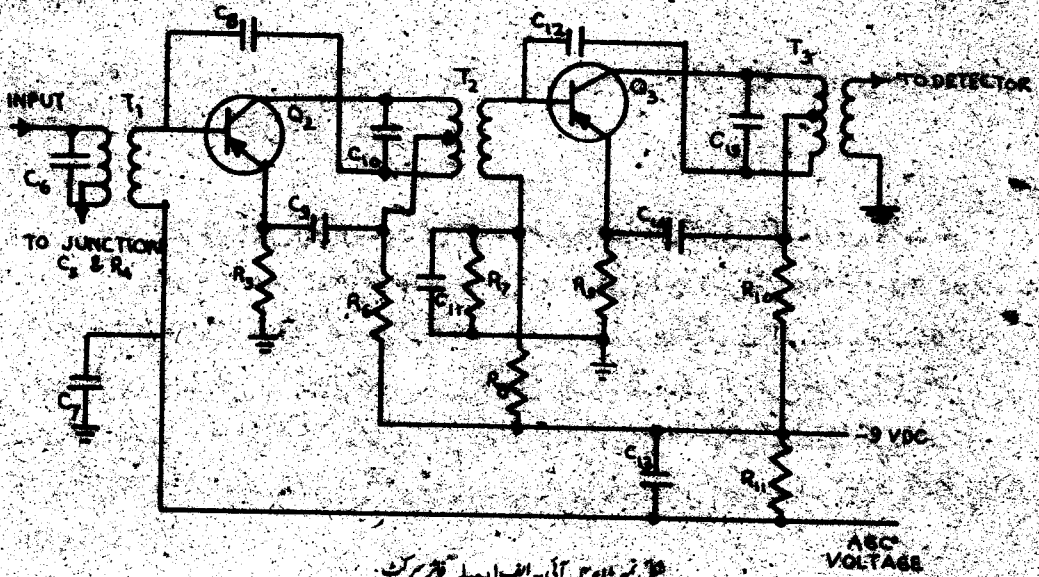 C8
C12
T3
T2
TO DETECTOR
INPUT
T1
Q2
Q3
C10
C15
C6
C9
C14
TO JUNCTION
C5 & R4
R5
R6
C11
R7
R9
R10
R8
C7
-9 VDC
C13
R11
AGC
VOLTAGE